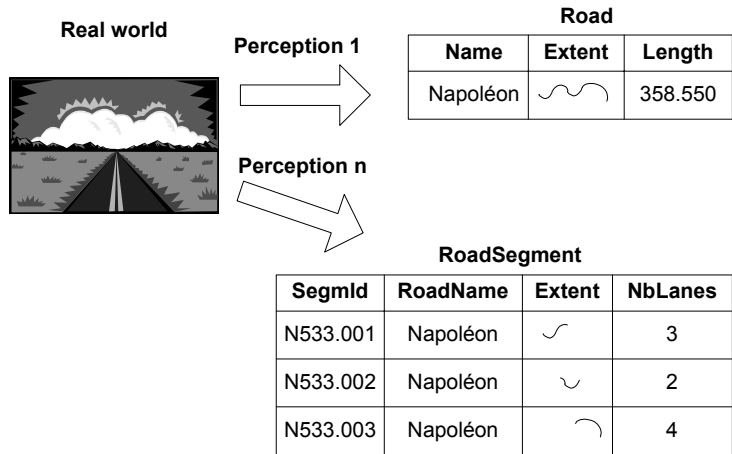 Real world
Perception 1
Road
Name Extent Length
Napoléon 358.550
Perception n
RoadSegment
SegmId RoadName Extent NbLanes
N533.001 Napoléon 3
N533.002 Napoléon 2
N533.003 Napoléon 4